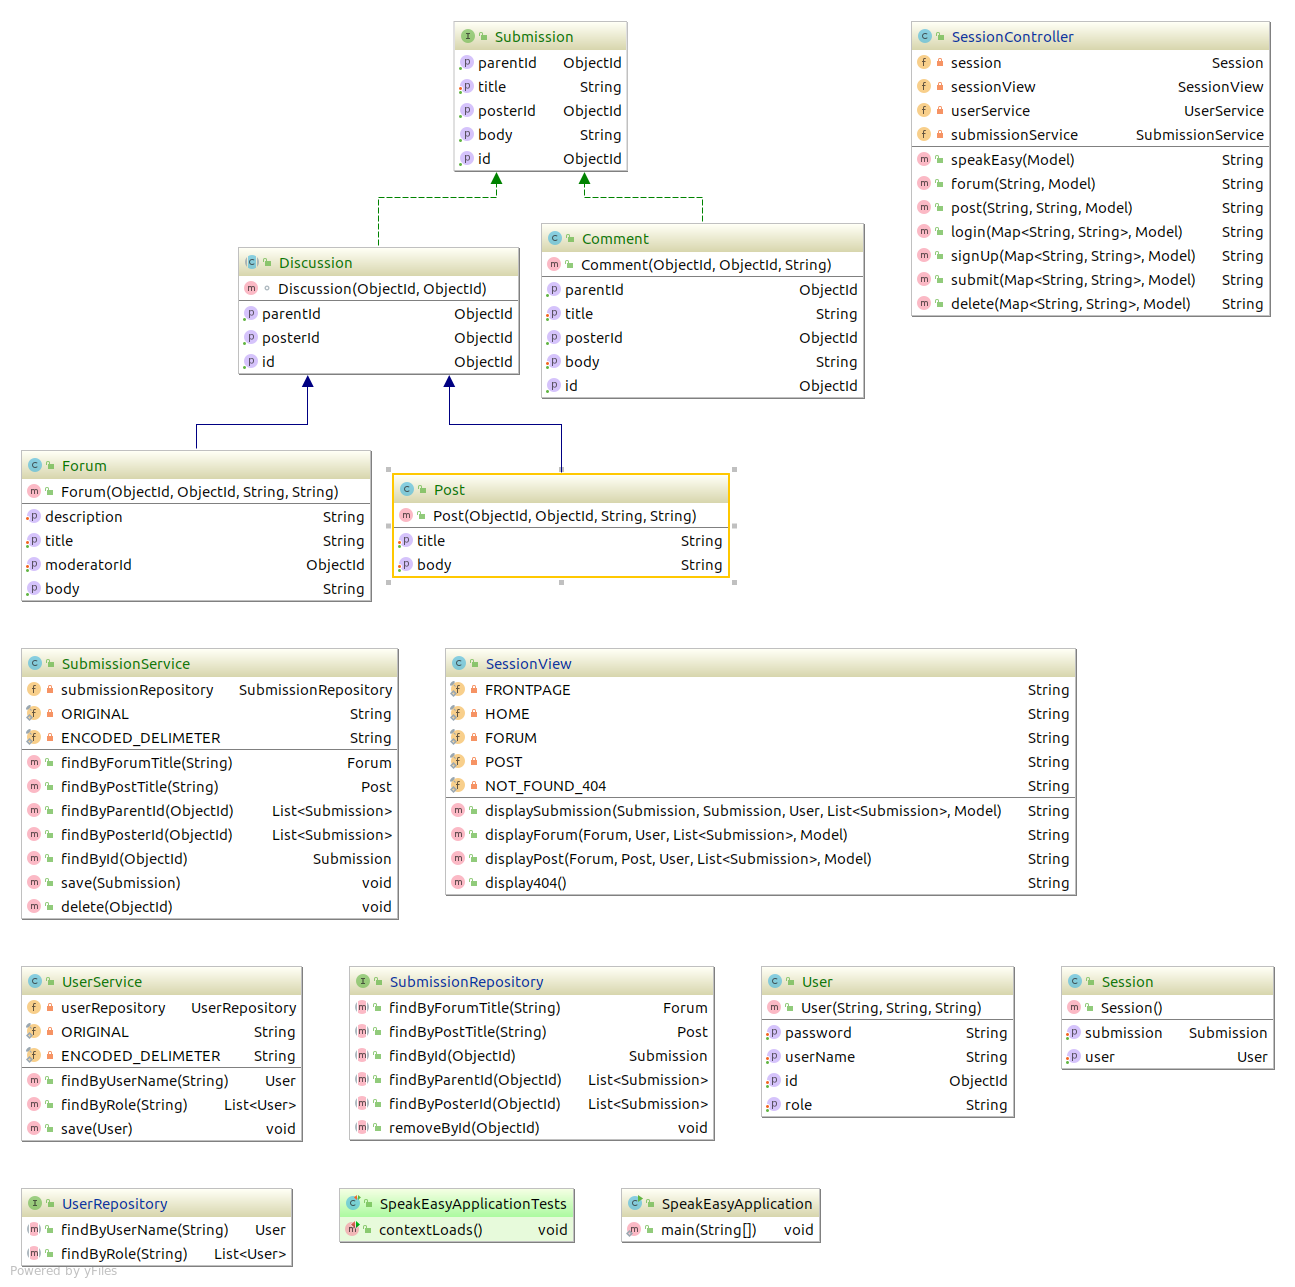 Submission
parentId ObjectId
title String
posterId ObjectId
body String
id ObjectId
SessionController
session Session
sessionView SessionView
userService UserService
submissionService SubmissionService
speakEasy(Model) String
forum(String, Model) String
post(String, String, Model) String
login(Map<String, String>, Model) String
signUp(Map<String, String>, Model) String
submit(Map<String, String>, Model) String
delete(Map<String, String>, Model) String
Discussion
Discussion(ObjectId, ObjectId)
parentId ObjectId
posterId ObjectId
id ObjectId
Comment
Comment(ObjectId, ObjectId, String)
parentId ObjectId
title String
posterId ObjectId
body String
id ObjectId
Forum
Forum(ObjectId, ObjectId, String, String)
description String
title String
moderatorId ObjectId
body String
Post
Post(ObjectId, ObjectId, String, String)
title String
body String
SubmissionService
submissionRepository SubmissionRepository
ORIGINAL String
ENCODED_DELIMETER String
findByForumTitle(String) Forum
findByPostTitle(String) Post
findByParentId(ObjectId) List<Submission>
findByPosterId(ObjectId) List<Submission>
findById(ObjectId) Submission
save(Submission) void
delete(ObjectId) void
SessionView
FRONTPAGE String
HOME String
FORUM String
POST String
NOT_FOUND_404 String
displaySubmission(Submission, Submission, User, List<Submission>, Model) String
displayForum(Forum, User, List<Submission>, Model) String
displayPost(Forum, Post, User, List<Submission>, Model) String
display404() String
UserService
userRepository UserRepository
ORIGINAL String
ENCODED_DELIMETER String
findByUserName(String) User
findByRole(String) List<User>
save(User) void
SubmissionRepository
findByForumTitle(String) Forum
findByPostTitle(String) Post
findById(ObjectId) Submission
findByParentId(ObjectId) List<Submission>
findByPosterId(ObjectId) List<Submission>
removeById(ObjectId) void
User
User(String, String, String)
password String
userName String
id ObjectId
role String
Session
Session()
submission Submission
user User
UserRepository
findByUserName(String) User
findByRole(String) List<User>
SpeakEasyApplicationTests
contextLoads() void
SpeakEasyApplication
main(String[]) void
Powered by yFiles